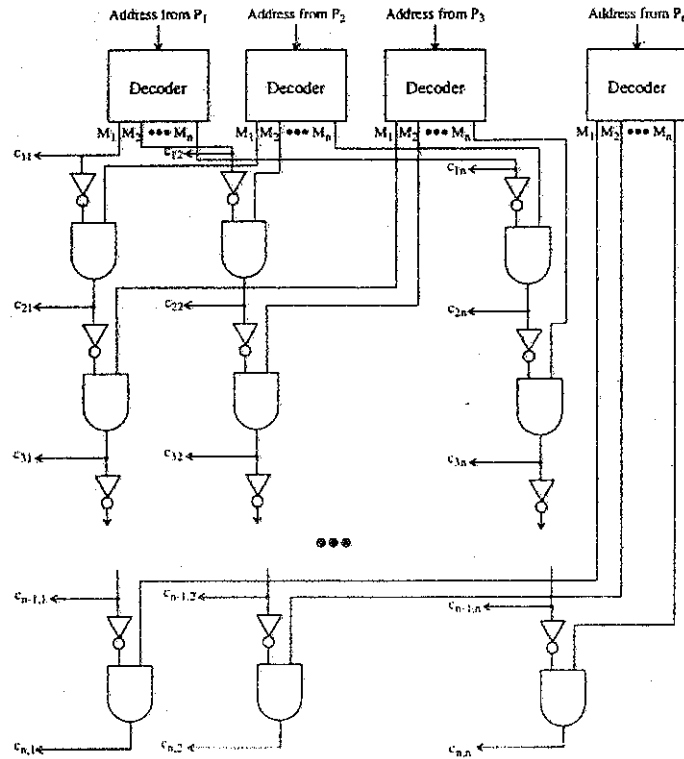 Address from P1 Address from P2 Address from P3 Address from P
Decoder Decoder Decoder Decoder
M1 M2 ●●● Mn M3 M2 ●●● Mn M1 M2 ●●● Mn M1 M2 ●●● Mn
c11 c12
c1n
c21 c22 c2n
c31 c32 c3n
●●●
cn-1,1 cn-1,2 cn-1,n
cn,1 cn,2 cn,n